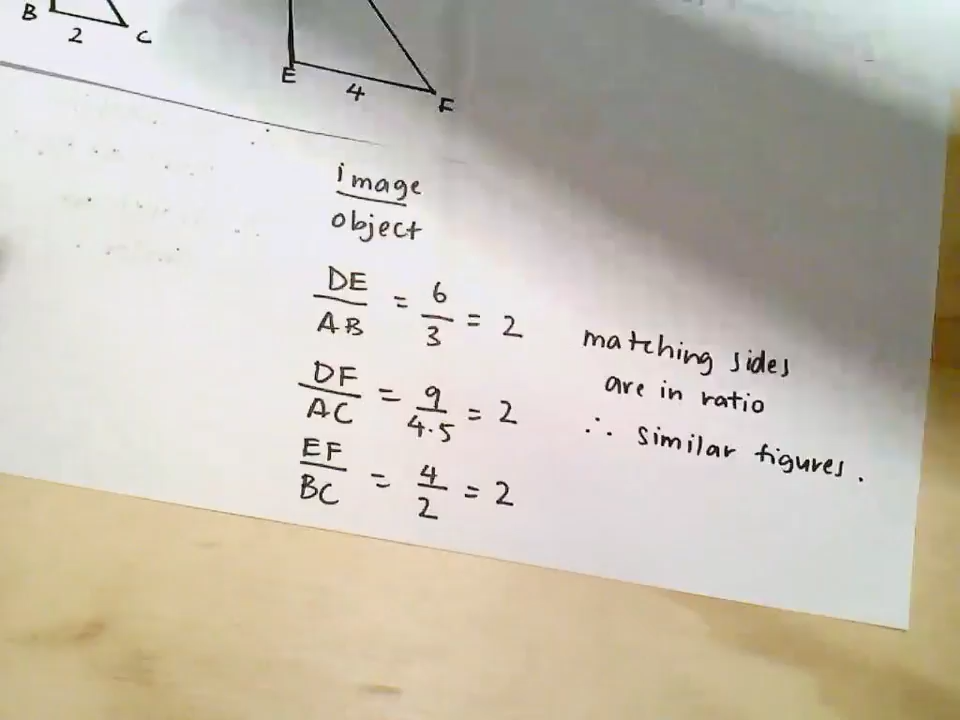 B
2
C
E
4
F
image
object
DE/AB = 6/3 = 2
DF/AC = 9/4.5 = 2
EF/BC = 4/2 = 2
matching sides
are in ratio
∴ similar figures.